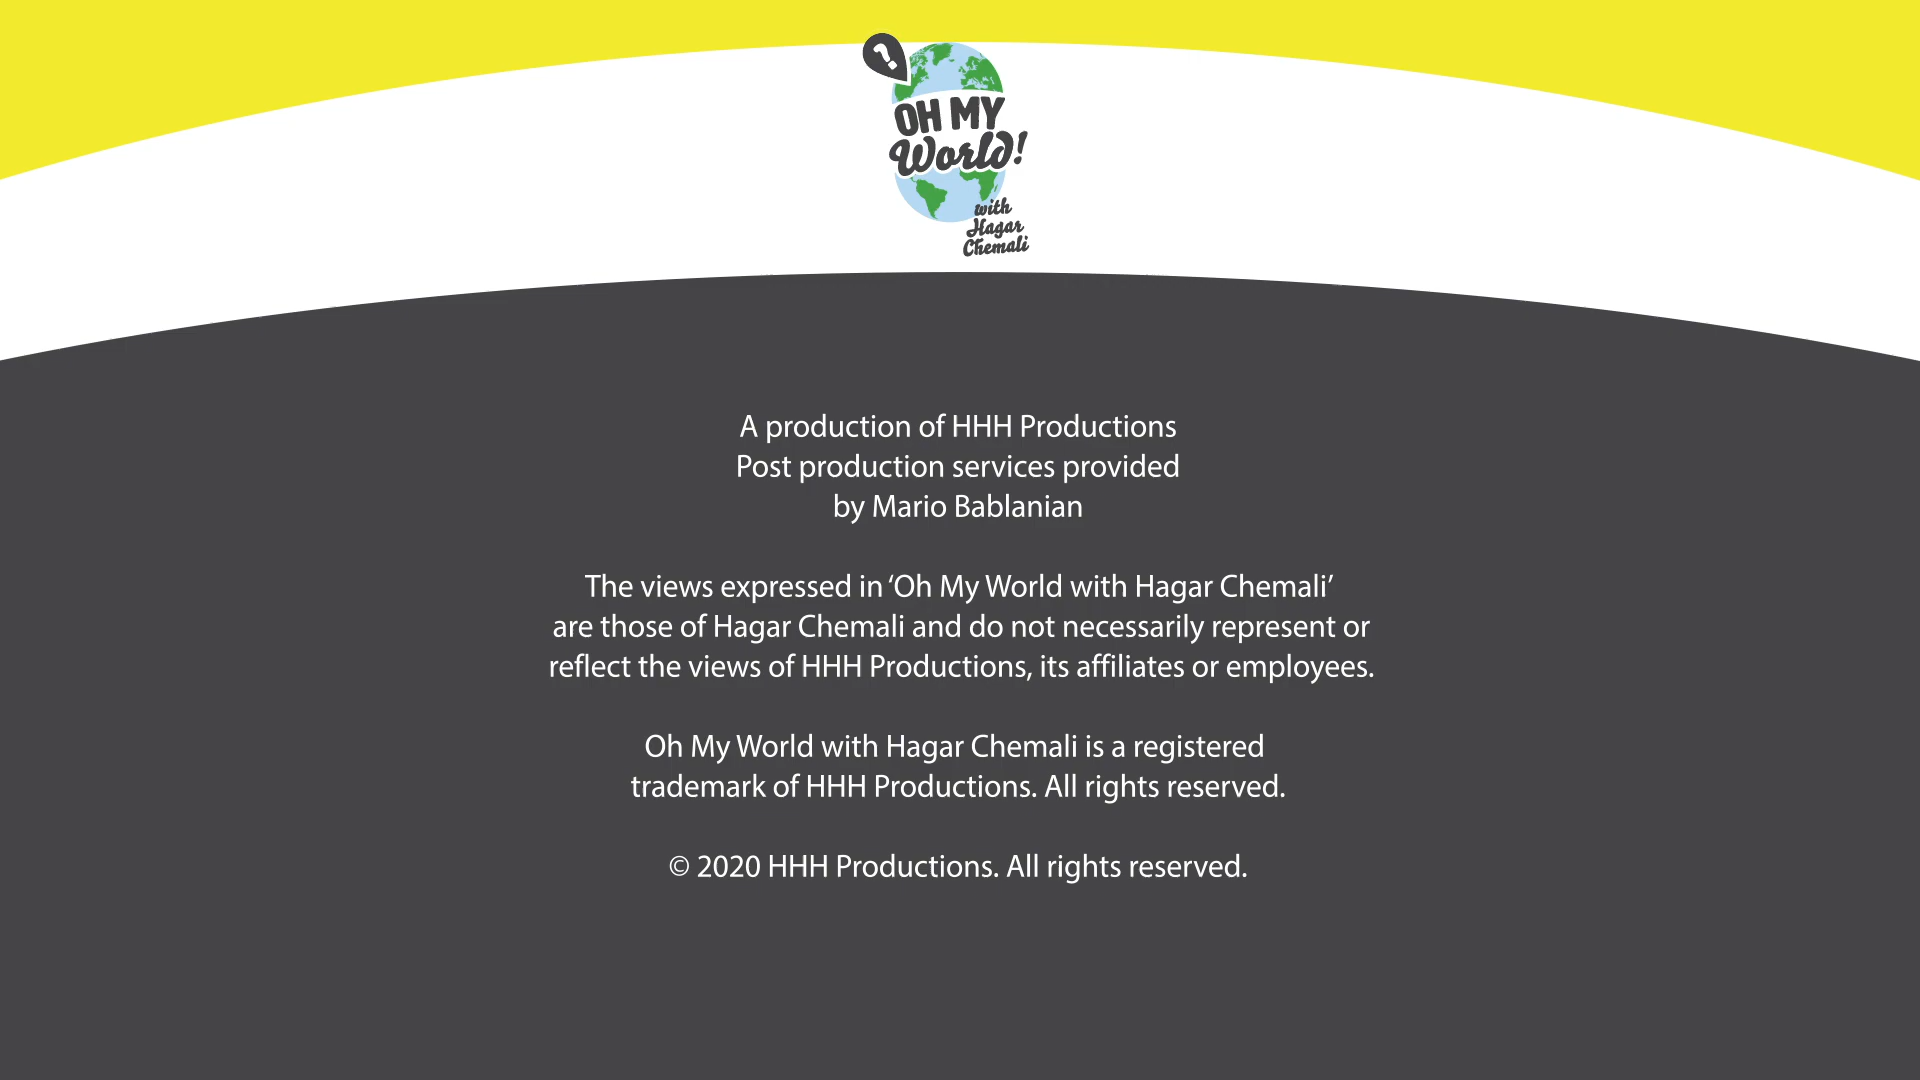 OH MY
World!
with
Hagar
Chemali
A production of HHH Productions
Post production services provided
by Mario Bablanian
The views expressed in ‘Oh My World with Hagar Chemali’
are those of Hagar Chemali and do not necessarily represent or
reflect the views of HHH Productions, its affiliates or employees.
Oh My World with Hagar Chemali is a registered
trademark of HHH Productions. All rights reserved.
© 2020 HHH Productions. All rights reserved.